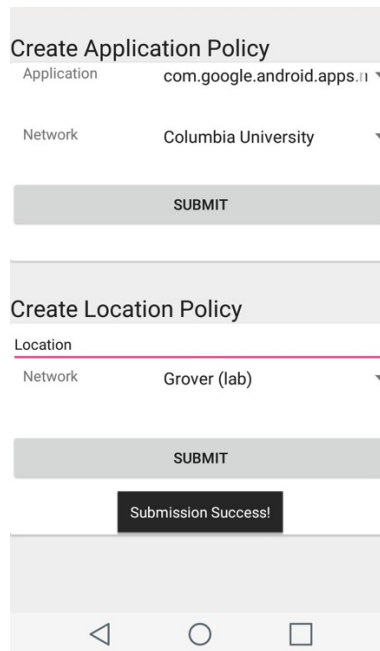 Create Application Policy
Application com.google.android.apps.n
Network Columbia University
SUBMIT
Create Location Policy
Location
Network Grover (lab)
SUBMIT
Submission Success!